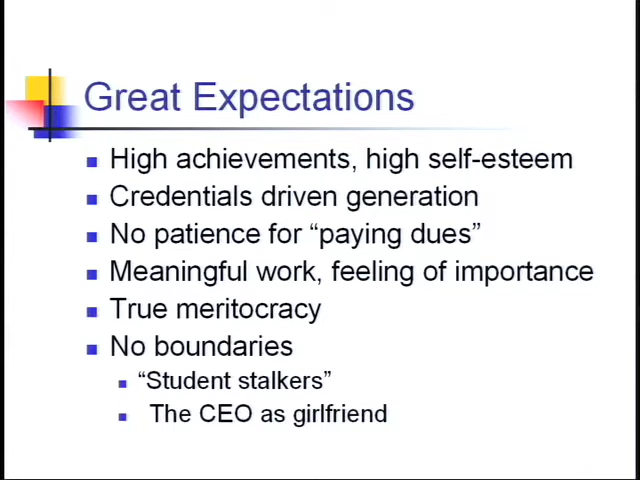 Great Expectations
High achievements, high self-esteem
Credentials driven generation
No patience for “paying dues”
Meaningful work, feeling of importance
True meritocracy
No boundaries
“Student stalkers”
The CEO as girlfriend